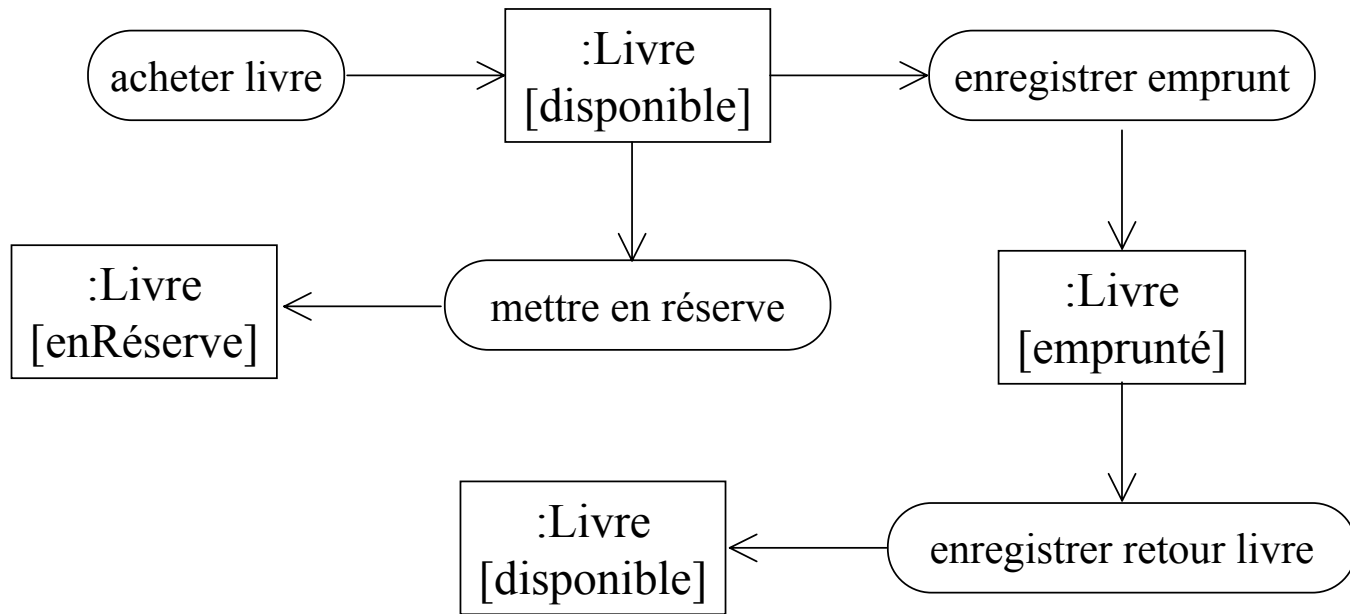 acheter livre
:Livre
[disponible]
enregistrer emprunt
:Livre
[enRéserve]
mettre en réserve
:Livre
[emprunté]
:Livre
[disponible]
enregistrer retour livre